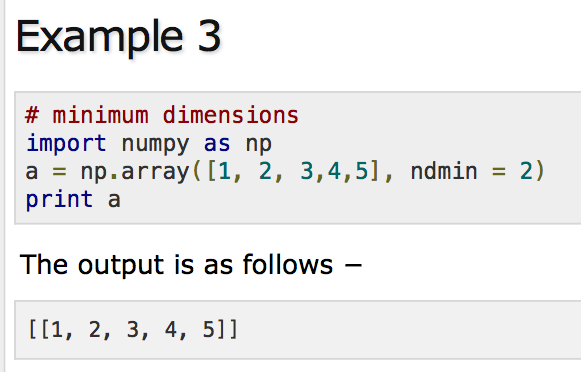 Example 3
# minimum dimensions
import numpy as np
a = np.array([1, 2, 3,4,5], ndmin = 2)
print a
The output is as follows −
[[1, 2, 3, 4, 5]]